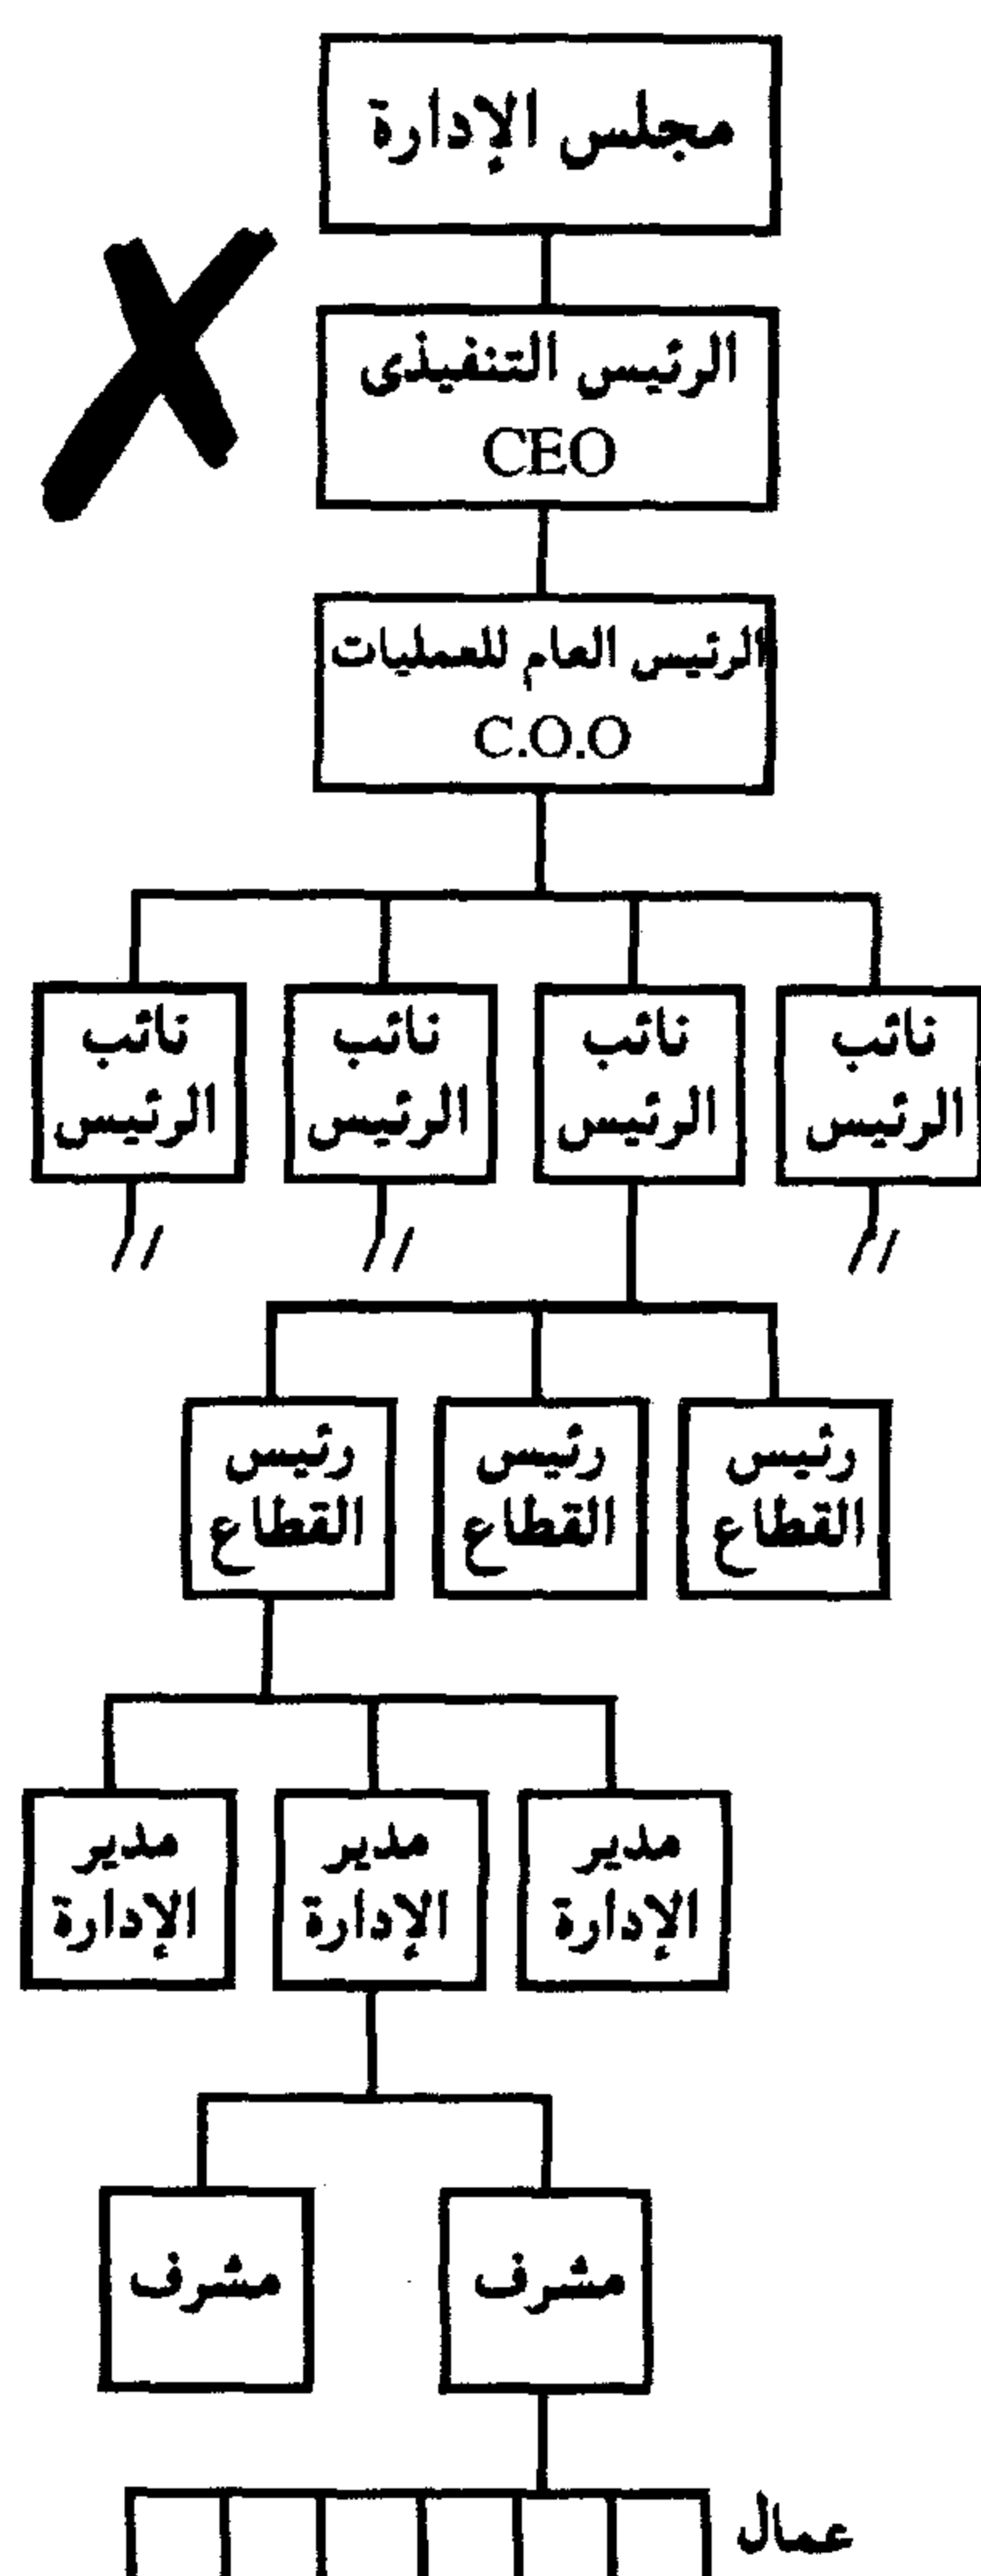 مجلس الإدارة
الرئيس التنفيذى
CEO
الرئيس العام للعمليات
C.O.O
نائب
الرئيس
نائب
الرئيس
نائب
الرئيس
نائب
الرئيس
رئيس
القطاع
رئيس
القطاع
رئيس
القطاع
مدير
الإدارة
مدير
الإدارة
مدير
الإدارة
مشرف
مشرف
عمال